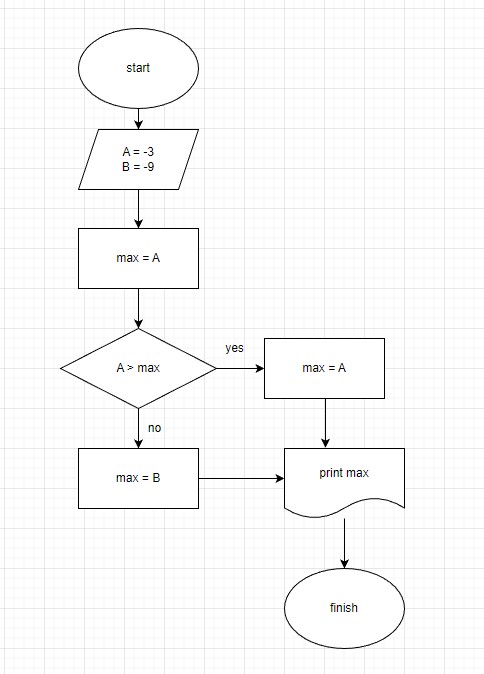 start
A = -3
B = -9
max = A
A > max
yes
max = A
no
max = B
print max
finish